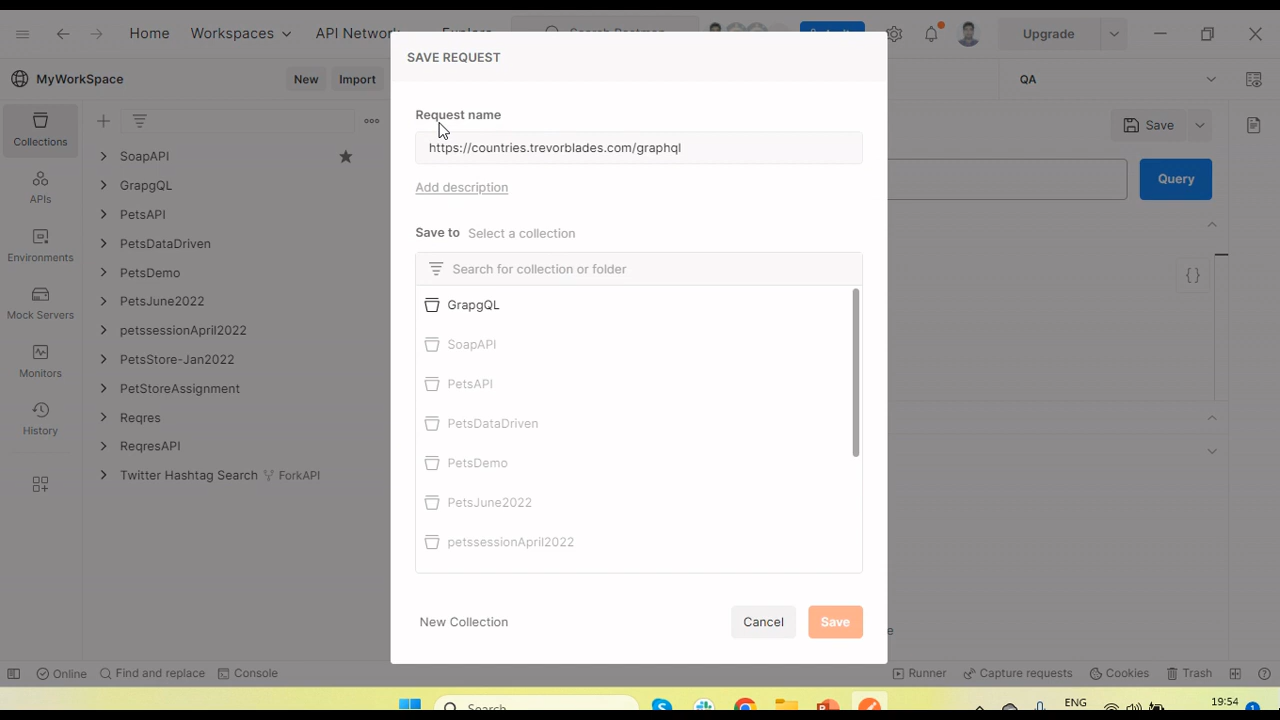 Home
Workspaces
API Network
Explore
Search Postman
Upgrade
MyWorkSpace
New
Import
QA
SAVE REQUEST
Collections
APIs
Environments
Mock Servers
Monitors
History
SoapAPI
GrapgQL
PetsAPI
PetsDataDriven
PetsDemo
PetsJune2022
petssessionApril2022
PetsStore-Jan2022
PetStoreAssignment
Reqres
ReqresAPI
Twitter Hashtag Search ForkAPI
Request name
https://countries.trevorblades.com/graphql
Add description
Save to Select a collection
Search for collection or folder
GrapgQL
SoapAPI
PetsAPI
PetsDataDriven
PetsDemo
PetsJune2022
petssessionApril2022
New Collection
Cancel
Save
Save
Query
{}
Online
Find and replace
Console
Runner
Capture requests
Cookies
Trash
Search
ENG
19:54